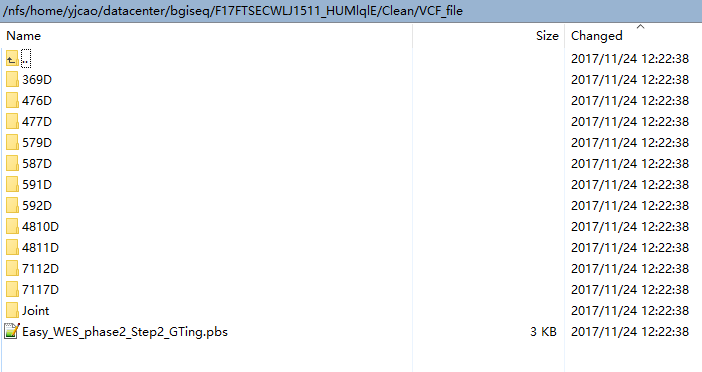 /nfs/home/yjcao/datacenter/bgiseq/F17FTSECWLJ1511_HUMlqlE/Clean/VCF_file
Name Size Changed
.. 2017/11/24 12:22:38
369D 2017/11/24 12:22:38
476D 2017/11/24 12:22:38
477D 2017/11/24 12:22:38
579D 2017/11/24 12:22:38
587D 2017/11/24 12:22:38
591D 2017/11/24 12:22:38
592D 2017/11/24 12:22:38
4810D 2017/11/24 12:22:38
4811D 2017/11/24 12:22:38
7112D 2017/11/24 12:22:38
7117D 2017/11/24 12:22:38
Joint 2017/11/24 12:22:38
Easy_WES_phase2_Step2_GTing.pbs 3 KB 2017/11/24 12:22:38